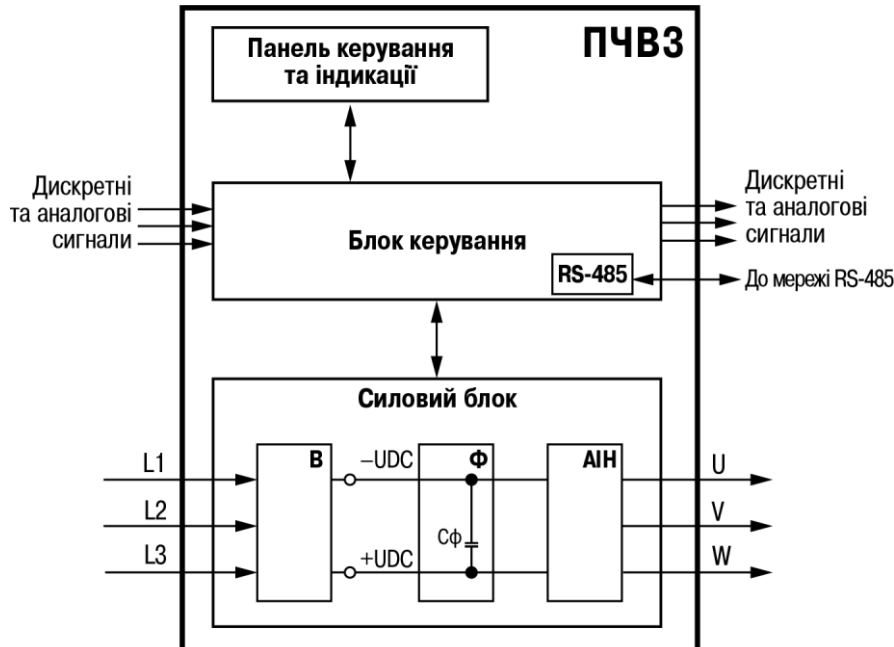 ПЧВ3
Панель керування
та індикації
Дискретні
та аналогові
сигнали
Блок керування
RS-485
Дискретні
та аналогові
сигнали
До мережі RS-485
Силовий блок
В
–UDC
Ф
АІН
L1
U
L2
V
Сф
L3
+UDC
W